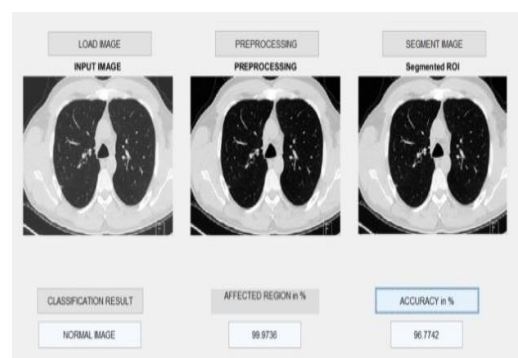 LOAD IMAGE
PREPROCESSING
SEGMENT IMAGE
INPUT IMAGE
PREPROCESSING
Segmented ROI
CLASSIFICATION RESULT
AFFECTED REGION in %
ACCURACY in %
NORMAL IMAGE
99.9736
96.7742